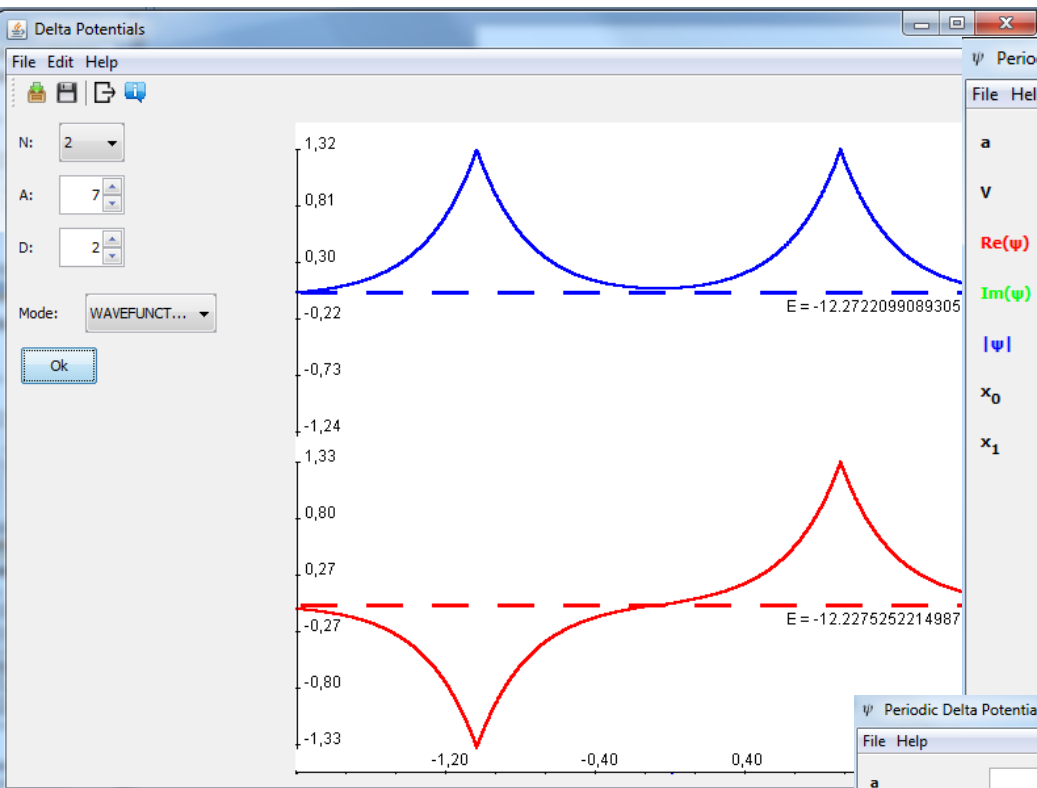 Delta Potentials
File Edit Help
N: 2
A: 7
D: 2
Mode: WAVEFUNCT...
Ok
1,32
0,81
0,30
-0,22
-0,73
-1,24
E = -12.2722099089305
1,33
0,80
0,27
-0,27
-0,80
-1,33
E = -12.2275252214987
-1,20 -0,40 0,40
ψ Perio
File Hel
a
V
Re(ψ)
Im(ψ)
|ψ|
x₀
x₁
ψ Periodic Delta Potentia
File Help
a